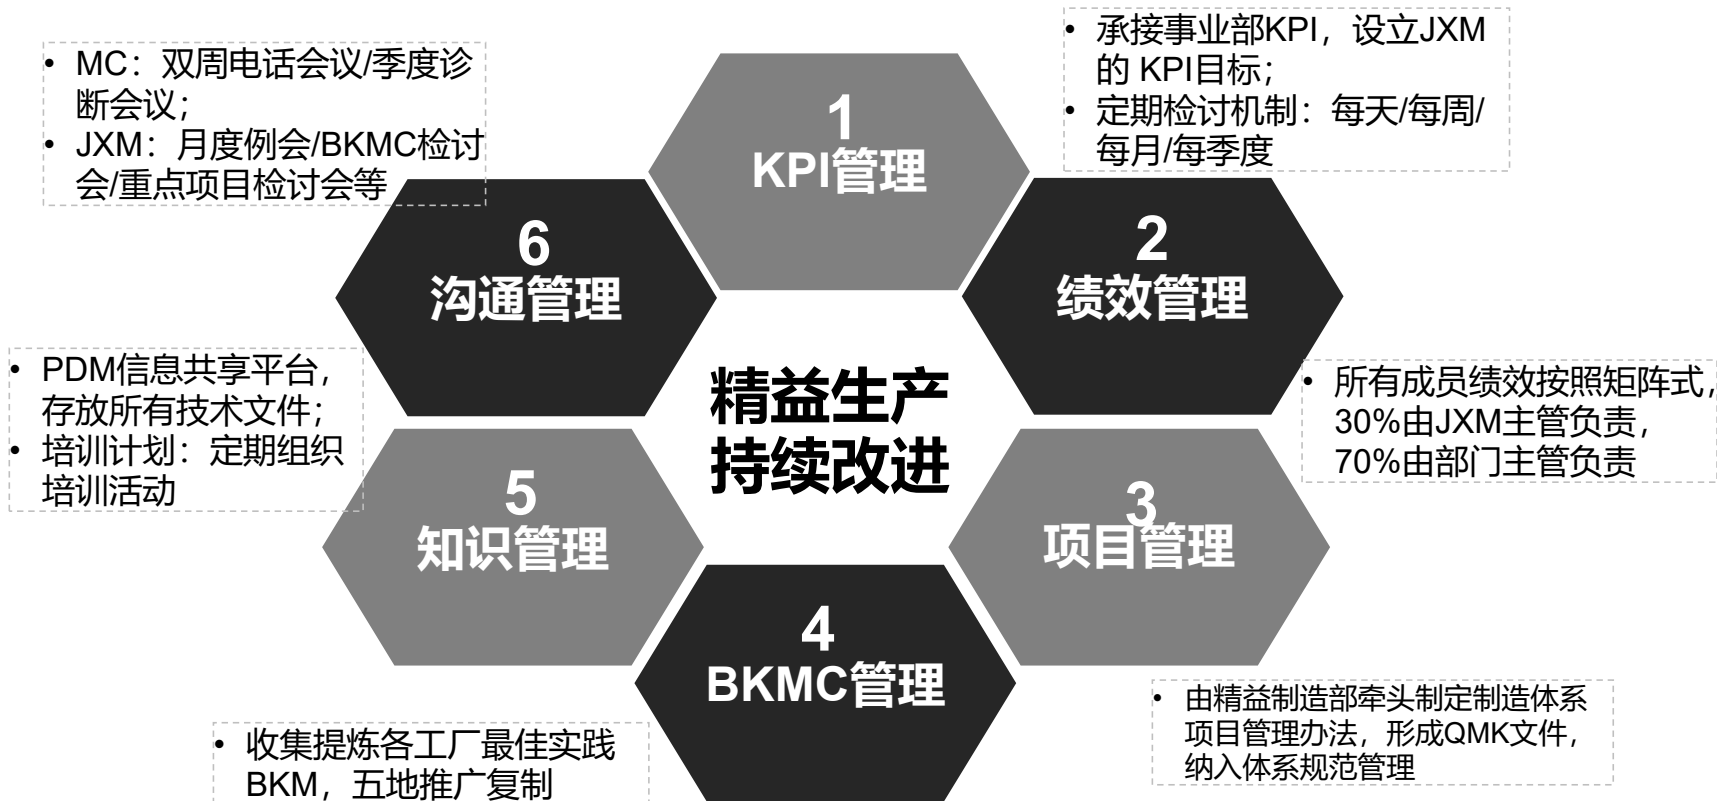 • 承接事业部KPI，设立JXM
的 KPI目标；
• 定期检讨机制：每天/每周/
每月/每季度
• MC：双周电话会议/季度诊
断会议；
• JXM：月度例会/BKMC检讨
会/重点项目检讨会等
1
KPI管理
2
绩效管理
6
沟通管理
• PDM信息共享平台，
存放所有技术文件；
• 培训计划：定期组织
培训活动
精益生产
持续改进
• 所有成员绩效按照矩阵式，
30%由JXM主管负责，
70%由部门主管负责
5
知识管理
3
项目管理
4
BKMC管理
• 由精益制造部牵头制定制造体系
项目管理办法，形成QMK文件，
纳入体系规范管理
• 收集提炼各工厂最佳实践
BKM，五地推广复制